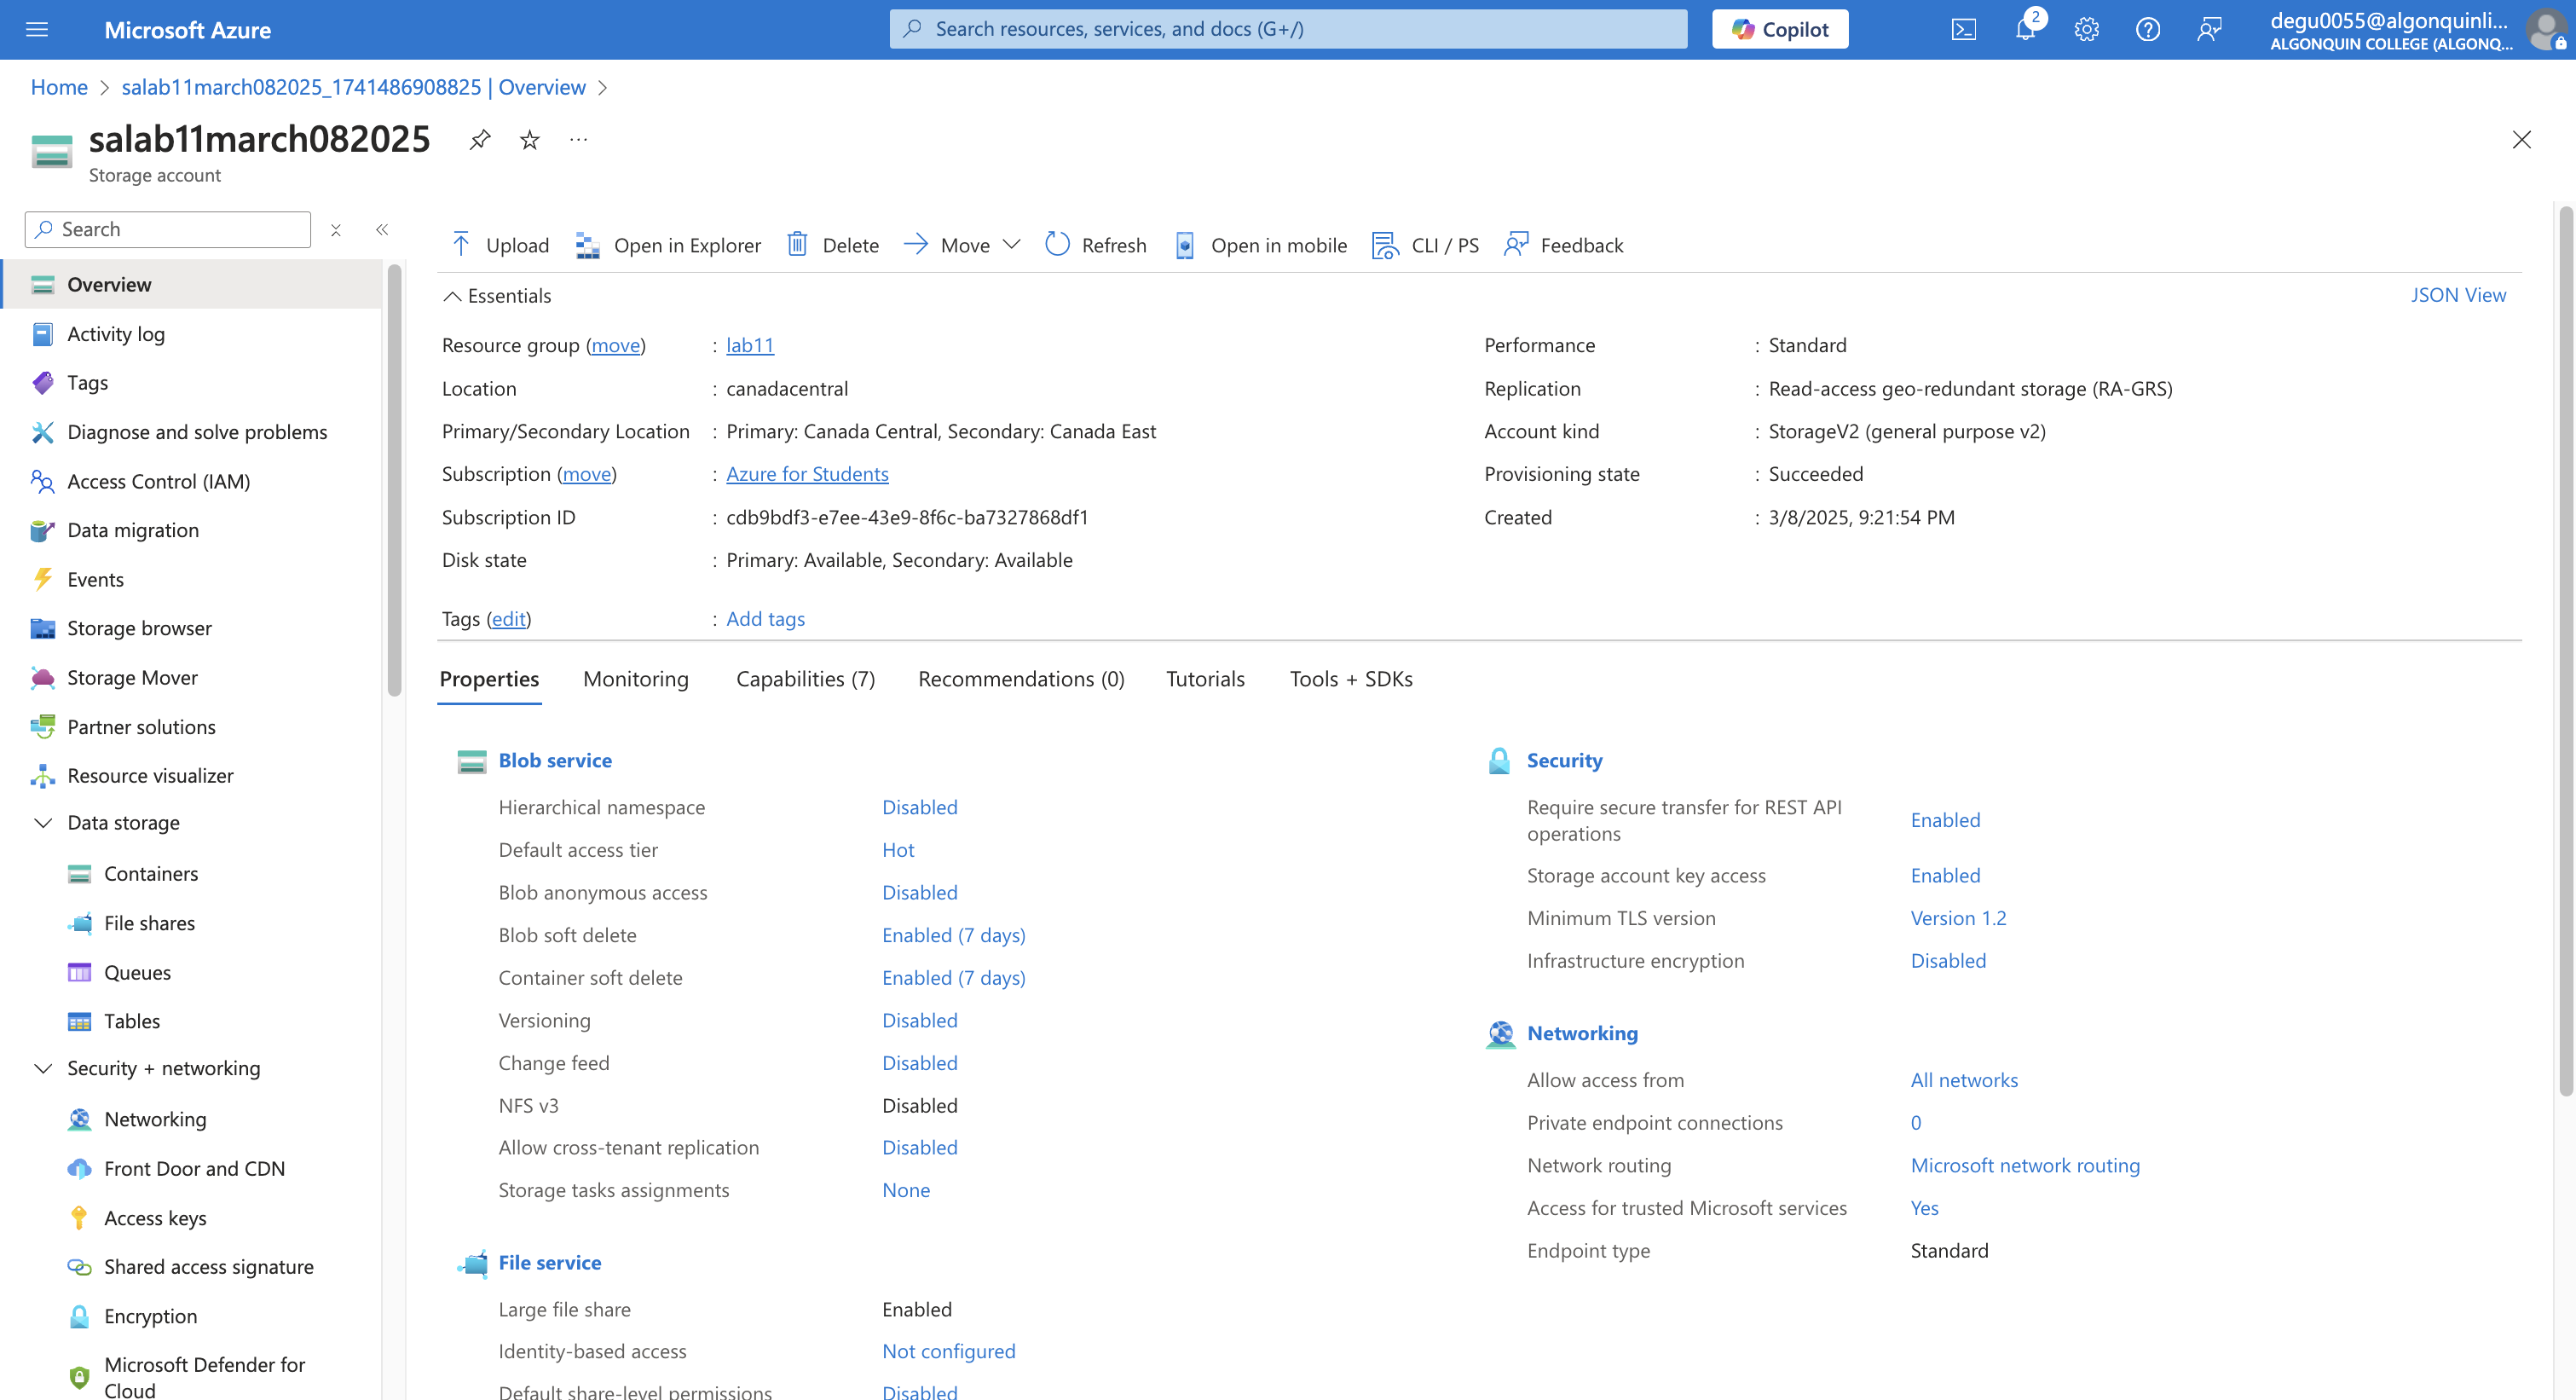 Microsoft Azure
Search resources, services, and docs (G+/)
Copilot
2
degu0055@algonquinli...
ALGONQUIN COLLEGE (ALGONQ...
Home > salab11march082025_1741486908825 | Overview >
salab11march082025
Storage account
Search
Overview
Activity log
Tags
Diagnose and solve problems
Access Control (IAM)
Data migration
Events
Storage browser
Storage Mover
Partner solutions
Resource visualizer
Data storage
Containers
File shares
Queues
Tables
Security + networking
Networking
Front Door and CDN
Access keys
Shared access signature
Encryption
Microsoft Defender for
Cloud
Upload Open in Explorer Delete Move Refresh Open in mobile CLI / PS Feedback
Essentials
JSON View
Resource group (move) : lab11
Location : canadacentral
Primary/Secondary Location : Primary: Canada Central, Secondary: Canada East
Subscription (move) : Azure for Students
Subscription ID : cdb9bdf3-e7ee-43e9-8f6c-ba7327868df1
Disk state : Primary: Available, Secondary: Available
Tags (edit) : Add tags
Performance : Standard
Replication : Read-access geo-redundant storage (RA-GRS)
Account kind : StorageV2 (general purpose v2)
Provisioning state : Succeeded
Created : 3/8/2025, 9:21:54 PM
Properties Monitoring Capabilities (7) Recommendations (0) Tutorials Tools + SDKs
Blob service
Hierarchical namespace Disabled
Default access tier Hot
Blob anonymous access Disabled
Blob soft delete Enabled (7 days)
Container soft delete Enabled (7 days)
Versioning Disabled
Change feed Disabled
NFS v3 Disabled
Allow cross-tenant replication Disabled
Storage tasks assignments None
File service
Large file share Enabled
Identity-based access Not configured
Default share-level permissions Disabled
Security
Require secure transfer for REST API
operations Enabled
Storage account key access Enabled
Minimum TLS version Version 1.2
Infrastructure encryption Disabled
Networking
Allow access from All networks
Private endpoint connections 0
Network routing Microsoft network routing
Access for trusted Microsoft services Yes
Endpoint type Standard